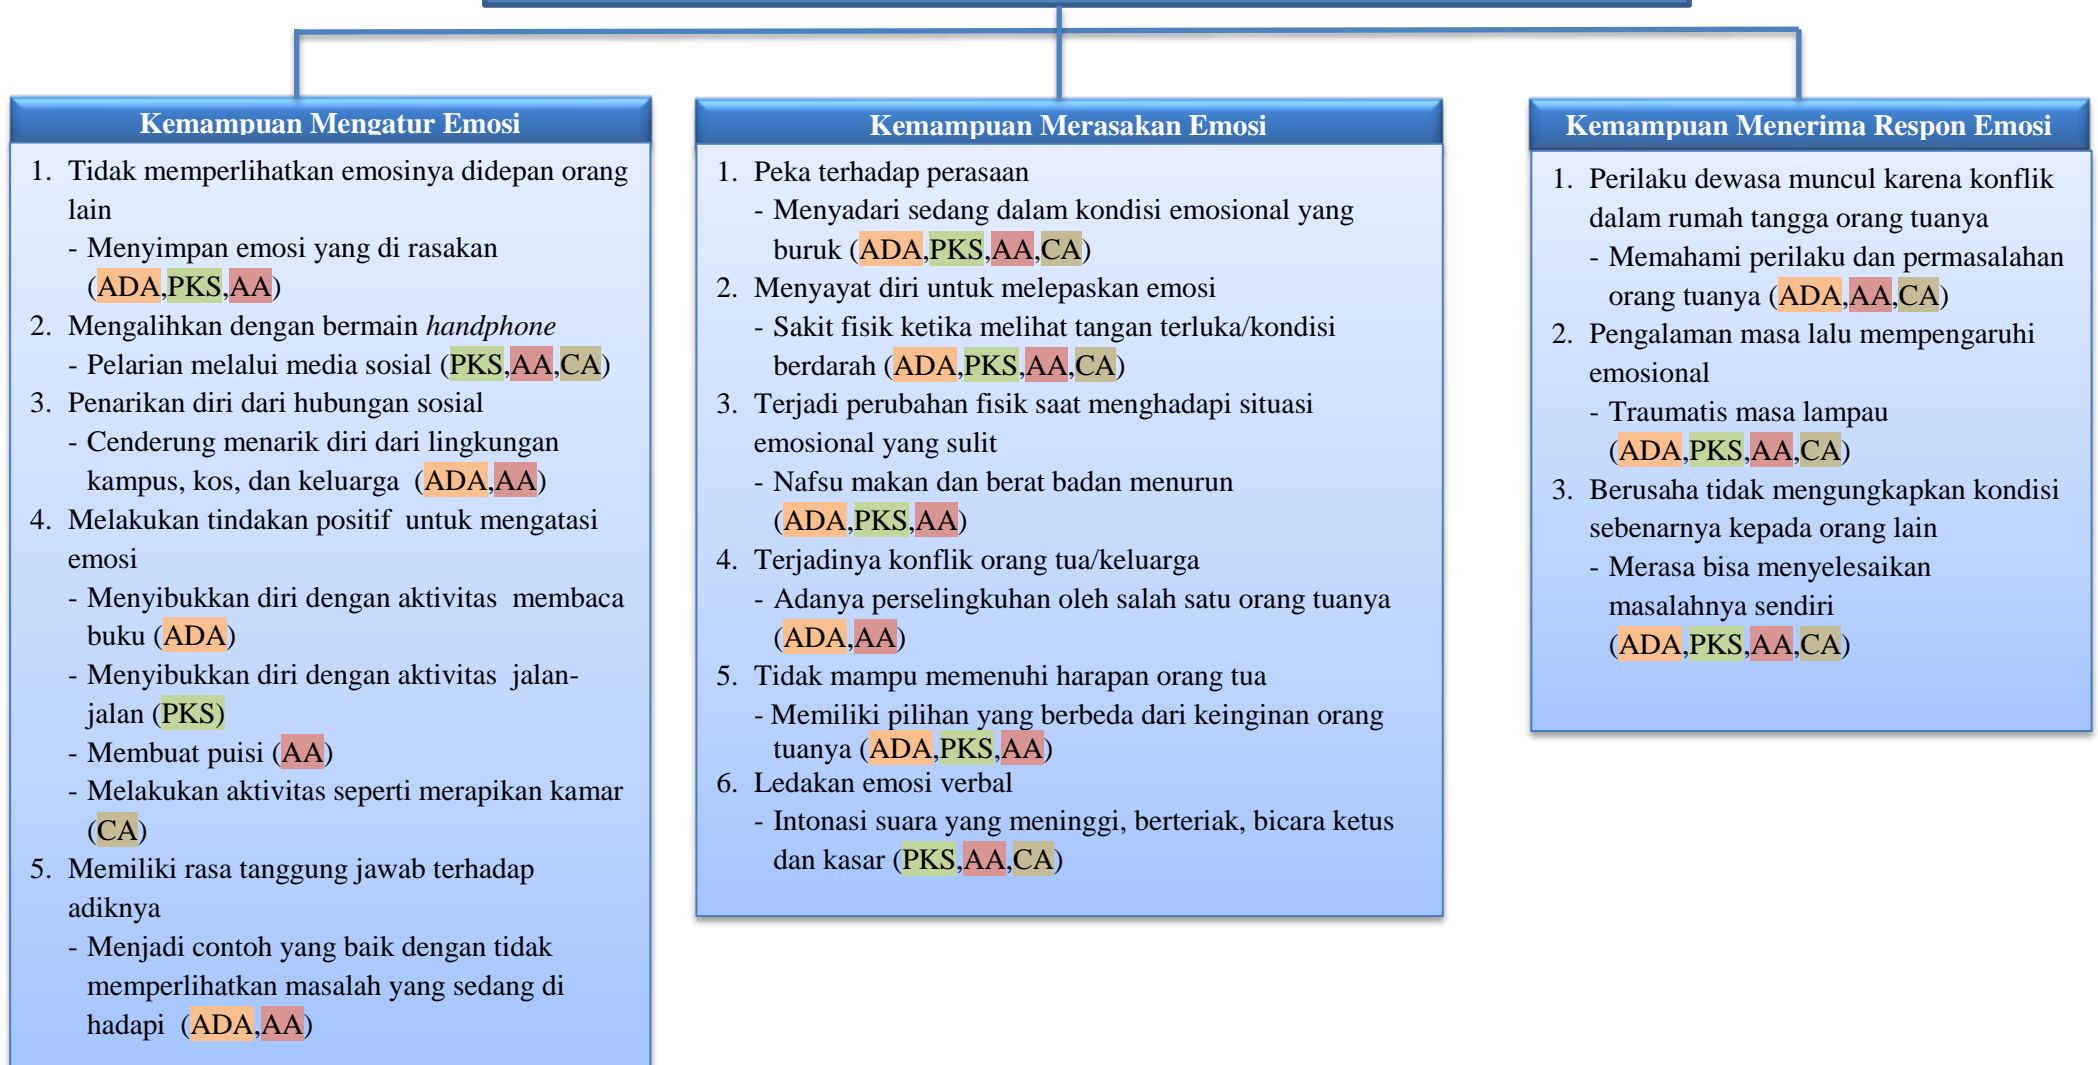 Kemampuan Mengatur Emosi
1. Tidak memperlihatkan emosinya didepan orang
lain
- Menyimpan emosi yang di rasakan
(ADA,PKS,AA)
2. Mengalihkan dengan bermain handphone
- Pelarian melalui media sosial (PKS,AA,CA)
3. Penarikan diri dari hubungan sosial
- Cenderung menarik diri dari lingkungan
kampus, kos, dan keluarga (ADA,AA)
4. Melakukan tindakan positif untuk mengatasi
emosi
- Menyibukkan diri dengan aktivitas membaca
buku (ADA)
- Menyibukkan diri dengan aktivitas jalan-
jalan (PKS)
- Membuat puisi (AA)
- Melakukan aktivitas seperti merapikan kamar
(CA)
5. Memiliki rasa tanggung jawab terhadap
adiknya
- Menjadi contoh yang baik dengan tidak
memperlihatkan masalah yang sedang di
hadapi (ADA,AA)
Kemampuan Merasakan Emosi
1. Peka terhadap perasaan
- Menyadari sedang dalam kondisi emosional yang
buruk (ADA,PKS,AA,CA)
2. Menyayat diri untuk melepaskan emosi
- Sakit fisik ketika melihat tangan terluka/kondisi
berdarah (ADA,PKS,AA,CA)
3. Terjadi perubahan fisik saat menghadapi situasi
emosional yang sulit
- Nafsu makan dan berat badan menurun
(ADA,PKS,AA)
4. Terjadinya konflik orang tua/keluarga
- Adanya perselingkuhan oleh salah satu orang tuanya
(ADA,AA)
5. Tidak mampu memenuhi harapan orang tua
- Memiliki pilihan yang berbeda dari keinginan orang
tuanya (ADA,PKS,AA)
6. Ledakan emosi verbal
- Intonasi suara yang meninggi, berteriak, bicara ketus
dan kasar (PKS,AA,CA)
Kemampuan Menerima Respon Emosi
1. Perilaku dewasa muncul karena konflik
dalam rumah tangga orang tuanya
- Memahami perilaku dan permasalahan
orang tuanya (ADA,AA,CA)
2. Pengalaman masa lalu mempengaruhi
emosional
- Traumatis masa lampau
(ADA,PKS,AA,CA)
3. Berusaha tidak mengungkapkan kondisi
sebenarnya kepada orang lain
- Merasa bisa menyelesaikan
masalahnya sendiri
(ADA,PKS,AA,CA)